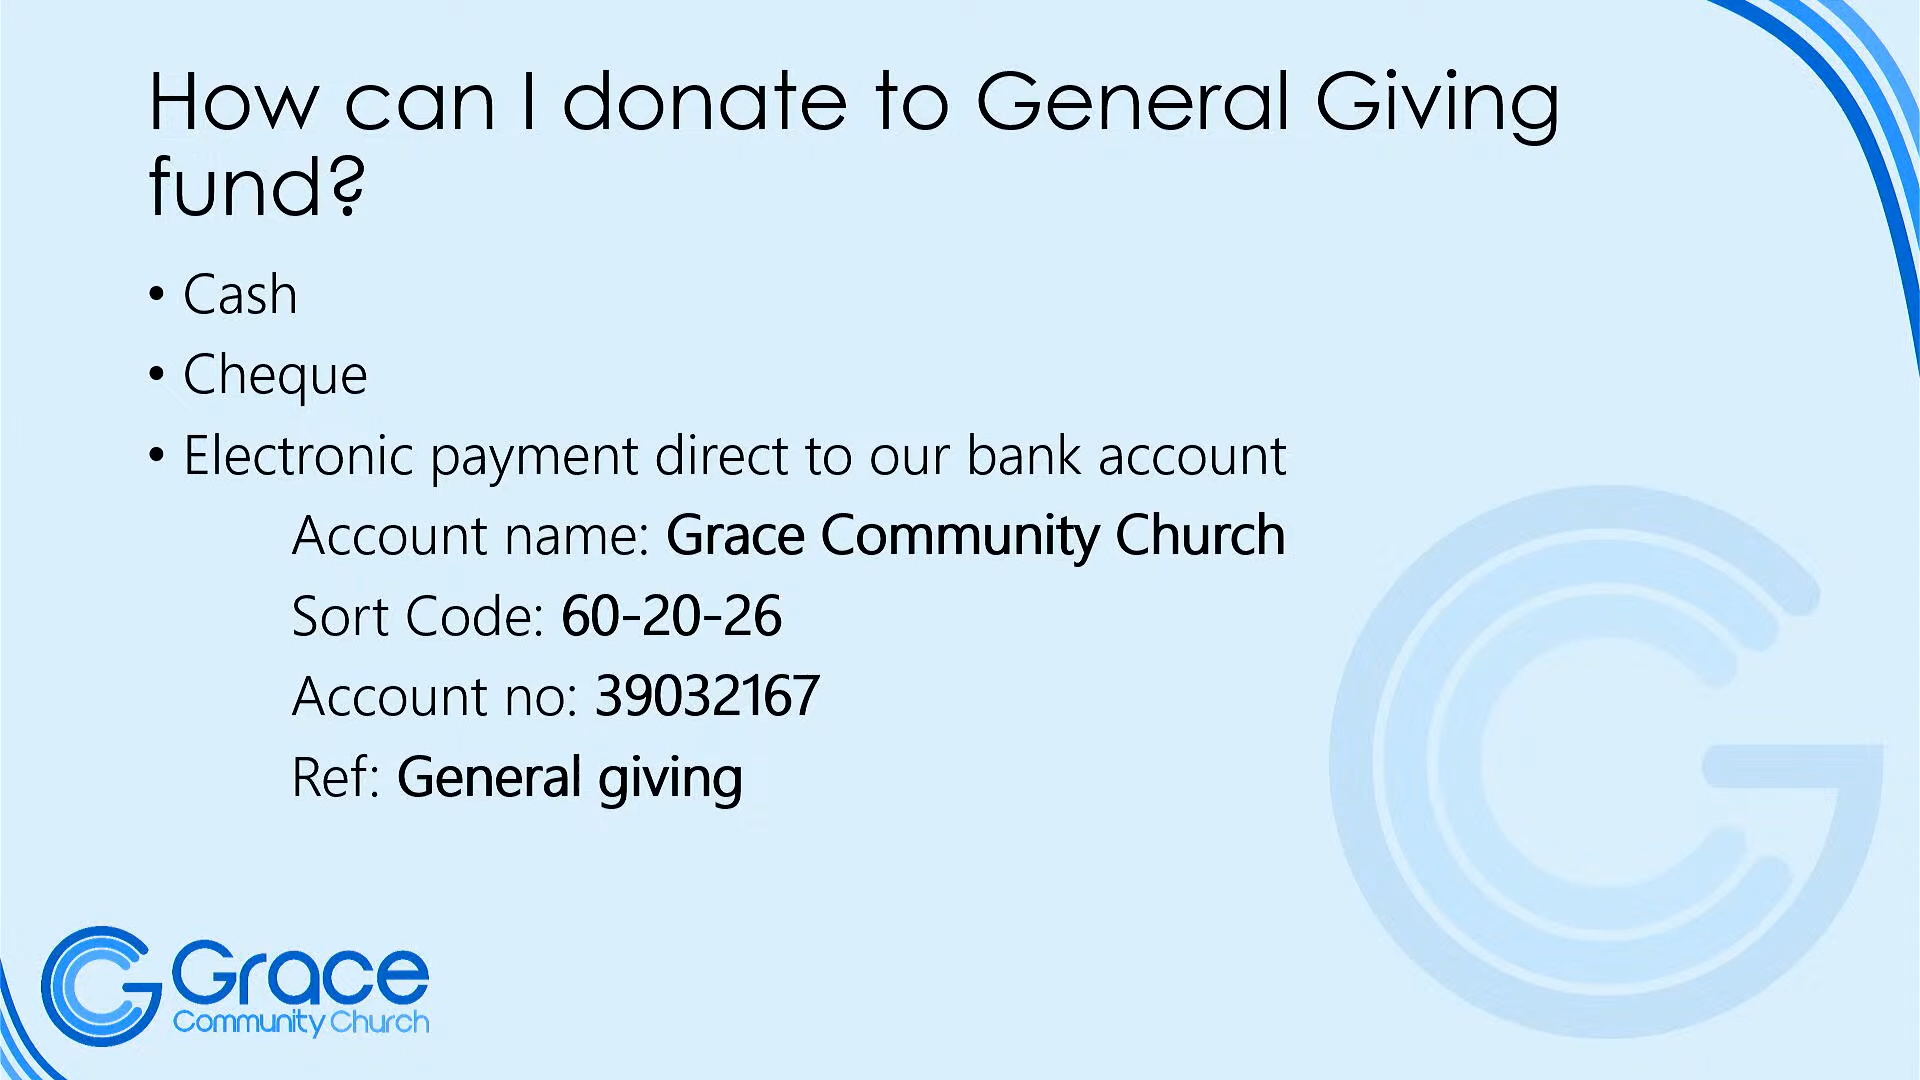 How can I donate to General Giving
fund?
• Cash
• Cheque
• Electronic payment direct to our bank account
Account name: Grace Community Church
Sort Code: 60-20-26
Account no: 39032167
Ref: General giving
Grace
Community Church